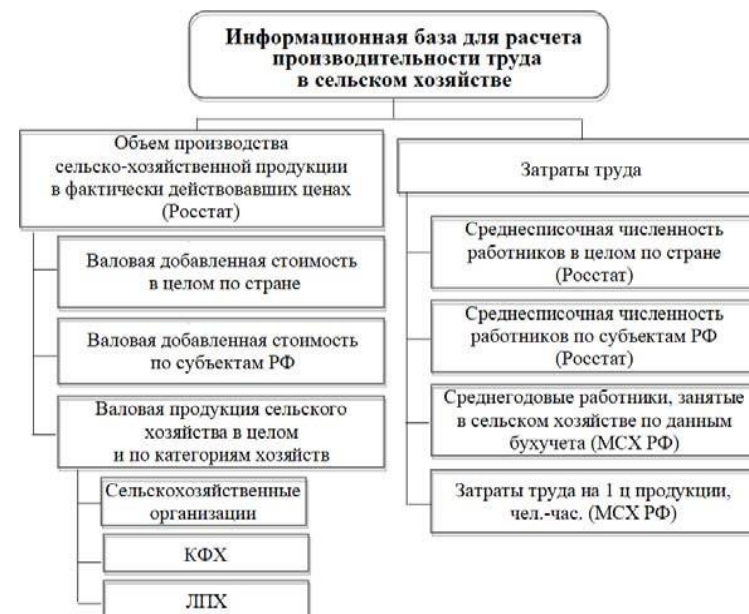 Информационная база для расчета
производительности труда
в сельском хозяйстве
Объем производства
сельско-хозяйственной продукции
в фактически действовавших ценах
(Росстат)
Валовая добавленная стоимость
в целом по стране
Валовая добавленная стоимость
по субъектам РФ
Валовая продукция сельского
хозяйства в целом
и по категориям хозяйств
Сельскохозяйственные
организации
КФХ
ЛПХ
Затраты труда
Среднесписочная численность
работников в целом по стране
(Росстат)
Среднесписочная численность
работников по субъектам РФ
(Росстат)
Среднегодовые работники, занятые
в сельском хозяйстве по данным
бухучета (МСХ РФ)
Затраты труда на 1 ц продукции,
чел.-час. (МСХ РФ)